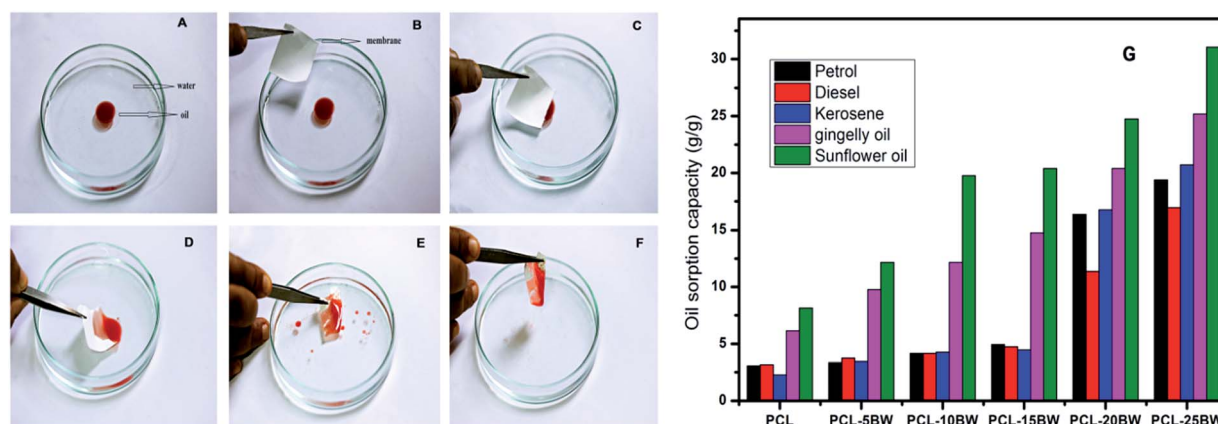 A
water
oil
B
membrane
C
D
E
F
G
Petrol
Diesel
Kerosene
gingelly oil
Sunflower oil
Oil sorption capacity (g/g)
30
25
20
15
10
5
0
PCL
PCL-5BW
PCL-10BW
PCL-15BW
PCL-20BW
PCL-25BW